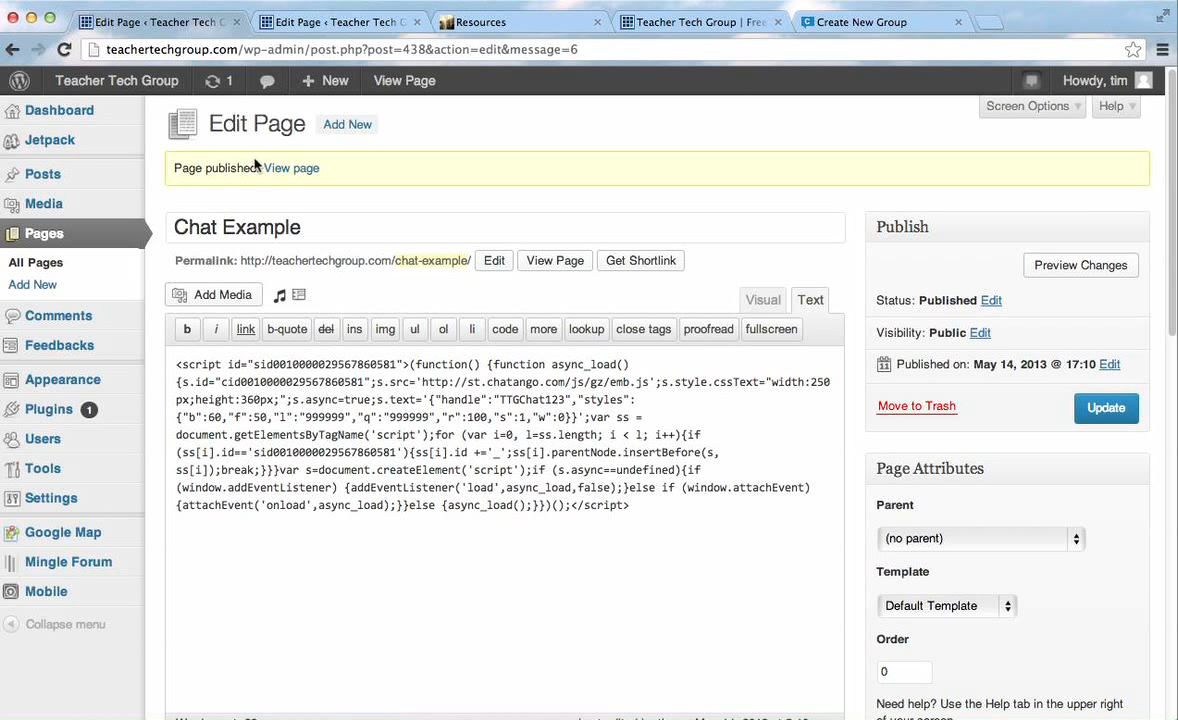 Edit Page ‹ Teacher Tech G
Edit Page ‹ Teacher Tech G
Resources
Teacher Tech Group | Free
Create New Group
teachertechgroup.com/wp-admin/post.php?post=438&action=edit&message=6
Teacher Tech Group
1
New
View Page
Howdy, tim
Screen Options
Help
Dashboard
Jetpack
Posts
Media
Pages
All Pages
Add New
Comments
Feedbacks
Appearance
Plugins 1
Users
Tools
Settings
Google Map
Mingle Forum
Mobile
Collapse menu
Edit Page
Add New
Page published. View page
Chat Example
Permalink: http://teachertechgroup.com/chat-example/
Edit
View Page
Get Shortlink
Add Media
Visual
Text
b
i
link
b-quote
del
ins
img
ul
ol
li
code
more
lookup
close tags
proofread
fullscreen
<script id="sid0010000029567860581">(function() {function async_load()
{s.id="cid0010000029567860581";s.src='http://st.chatango.com/js/gz/emb.js';s.style.cssText="width:250
px;height:360px;";s.async=true;s.text='{"handle":"TTGChat123","styles":
{"b":60,"f":50,"l":"999999","q":"999999","r":100,"s":1,"w":0}}';var ss =
document.getElementsByTagName('script');for (var i=0, l=ss.length; i < l; i++){if
(ss[i].id=='sid0010000029567860581'){ss[i].id +='_';ss[i].parentNode.insertBefore(s,
ss[i]);break;}}}var s=document.createElement('script');if (s.async==undefined){if
(window.addEventListener) {addEventListener('load',async_load,false);}else if (window.attachEvent)
{attachEvent('onload',async_load);}}else {async_load();}})();</script>
Publish
Preview Changes
Status: Published Edit
Visibility: Public Edit
Published on: May 14, 2013 @ 17:10 Edit
Move to Trash
Update
Page Attributes
Parent
(no parent)
Template
Default Template
Order
0
Need help? Use the Help tab in the upper right